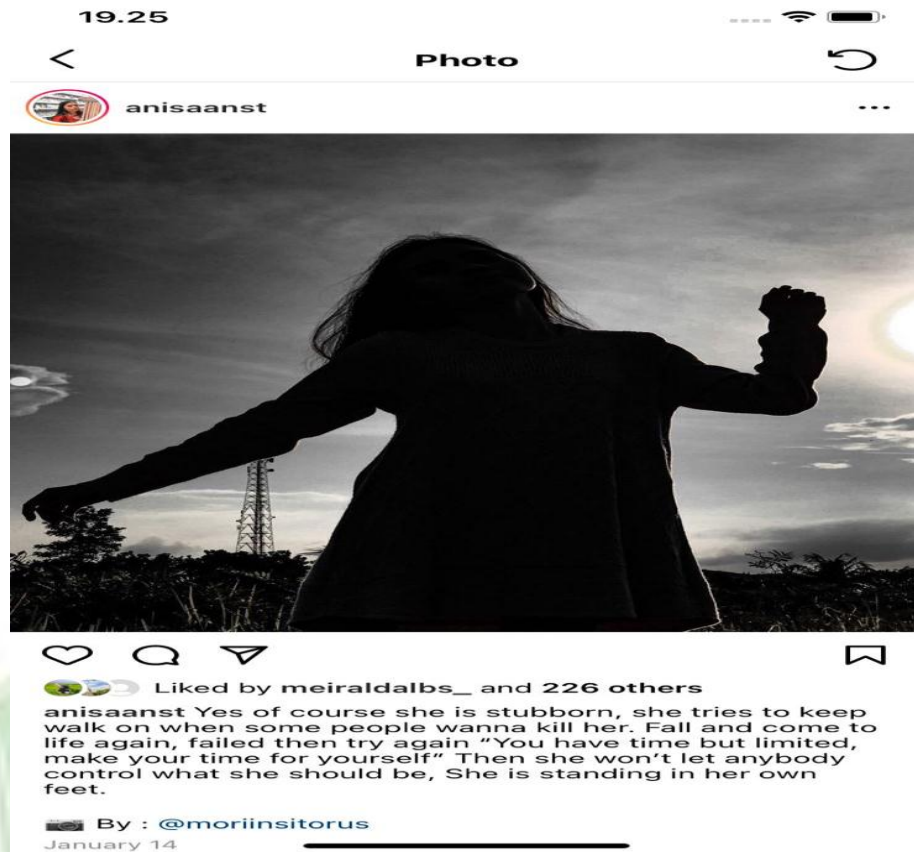 19.25
Photo
anisaanst
Liked by meiraldalbs_ and 226 others
anisaanst Yes of course she is stubborn, she tries to keep
walk on when some people wanna kill her. Fall and come to
life again, failed then try again “You have time but limited,
make your time for yourself” Then she won’t let anybody
control what she should be, She is standing in her own
feet.
By : @moriinsitorus
January 14